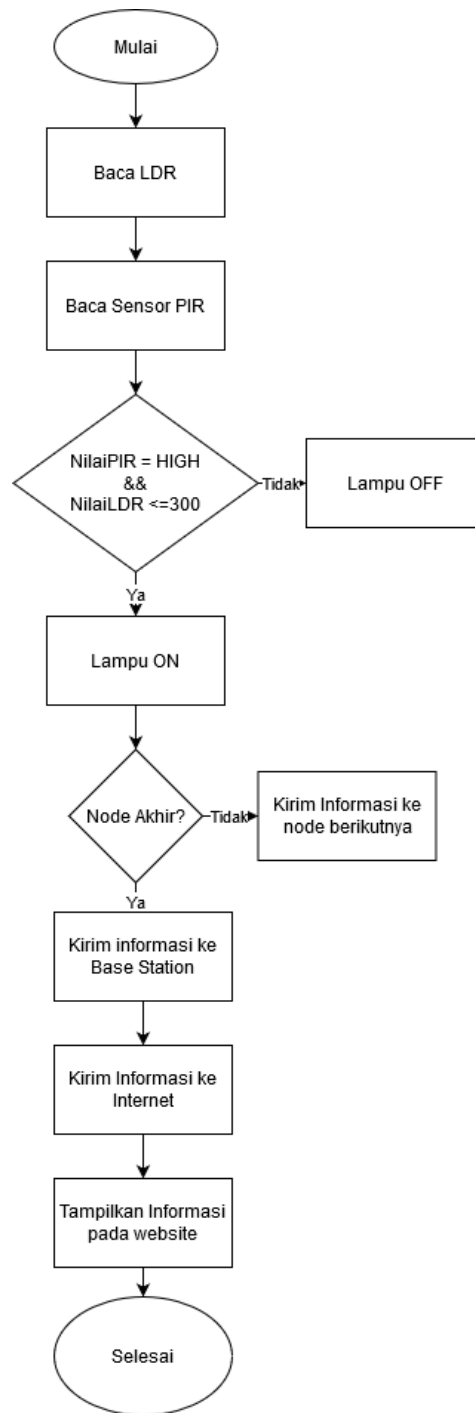 Mulai
Baca LDR
Baca Sensor PIR
NilaiPIR = HIGH
&&
NilaiLDR <=300
Tidak
Lampu OFF
Ya
Lampu ON
Node Akhir?
Tidak
Kirim Informasi ke
node berikutnya
Ya
Kirim informasi ke
Base Station
Kirim Informasi ke
Internet
Tampilkan Informasi
pada website
Selesai